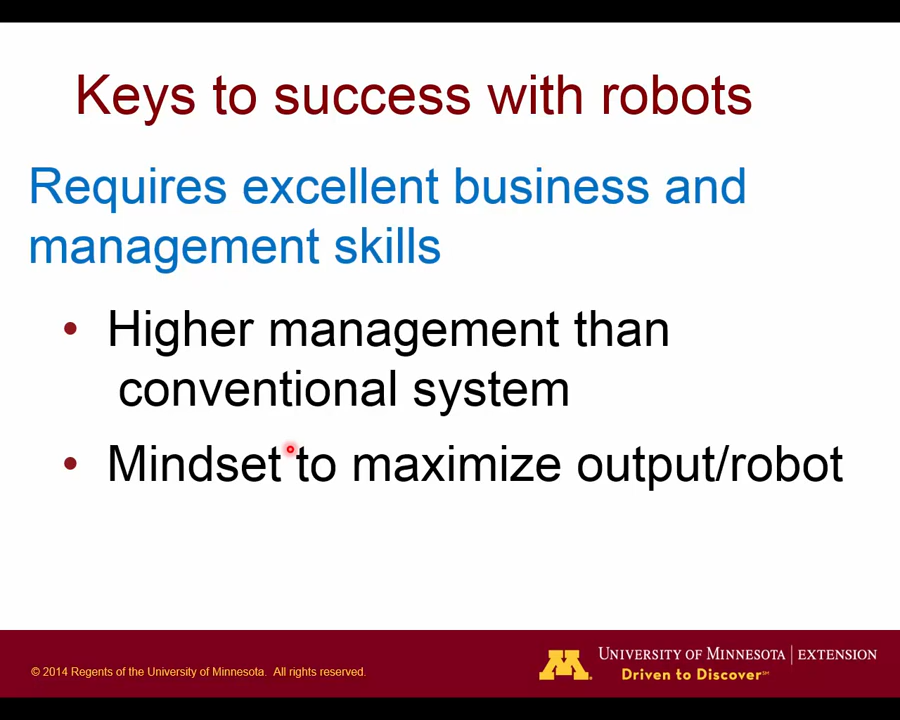 Keys to success with robots
Requires excellent business and
management skills
• Higher management than
conventional system
• Mindset to maximize output/robot
© 2014 Regents of the University of Minnesota. All rights reserved.
M
UNIVERSITY OF MINNESOTA | EXTENSION
Driven to Discover℠